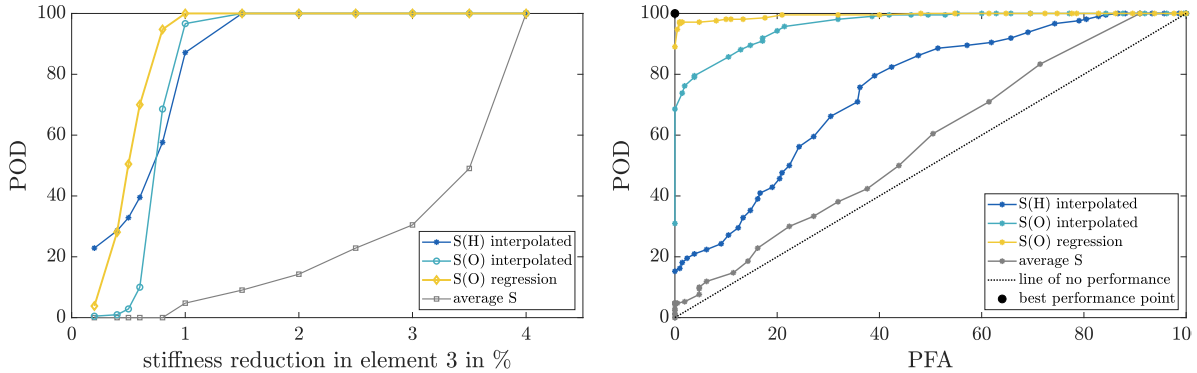 100
80
60
40
20
0
POD
0
1
2
3
4
stiffness reduction in element 3 in %
S(H) interpolated
S(O) interpolated
S(O) regression
average S
100
80
60
40
20
0
POD
0
20
40
60
80
10
PFA
S(H) interpolated
S(O) interpolated
S(O) regression
average S
line of no performance
best performance point